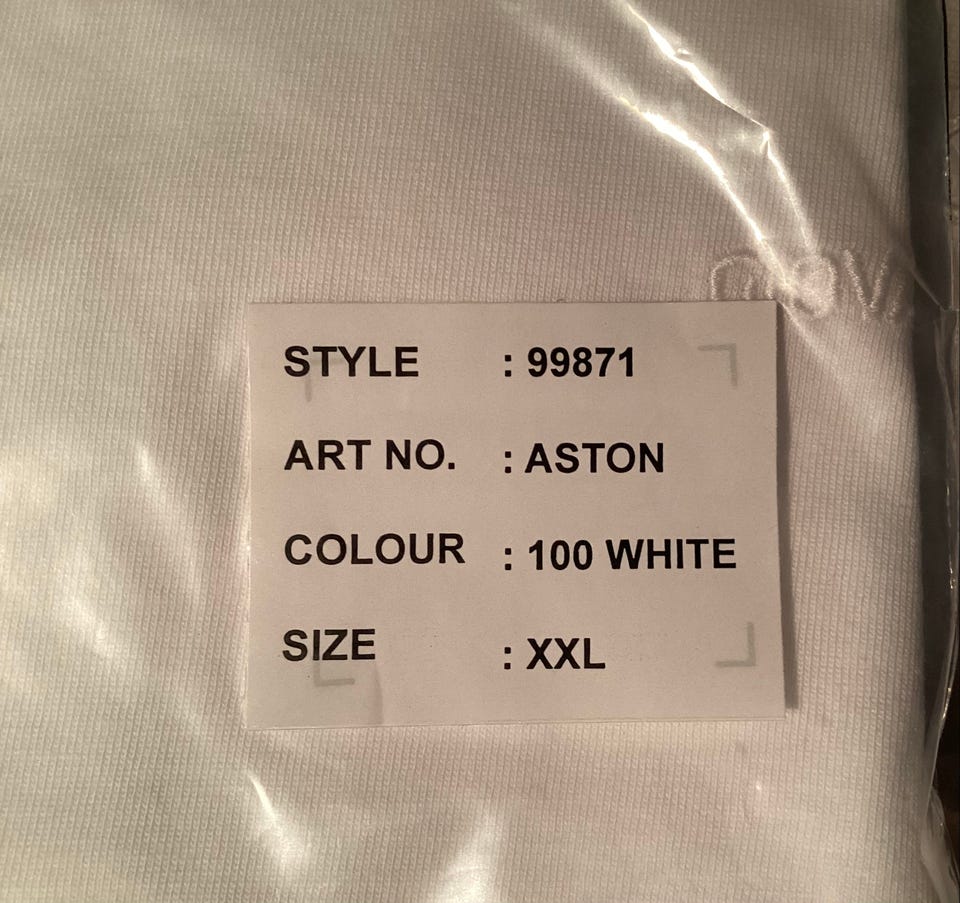 STYLE : 99871
ART NO. : ASTON
COLOUR : 100 WHITE
SIZE : XXL